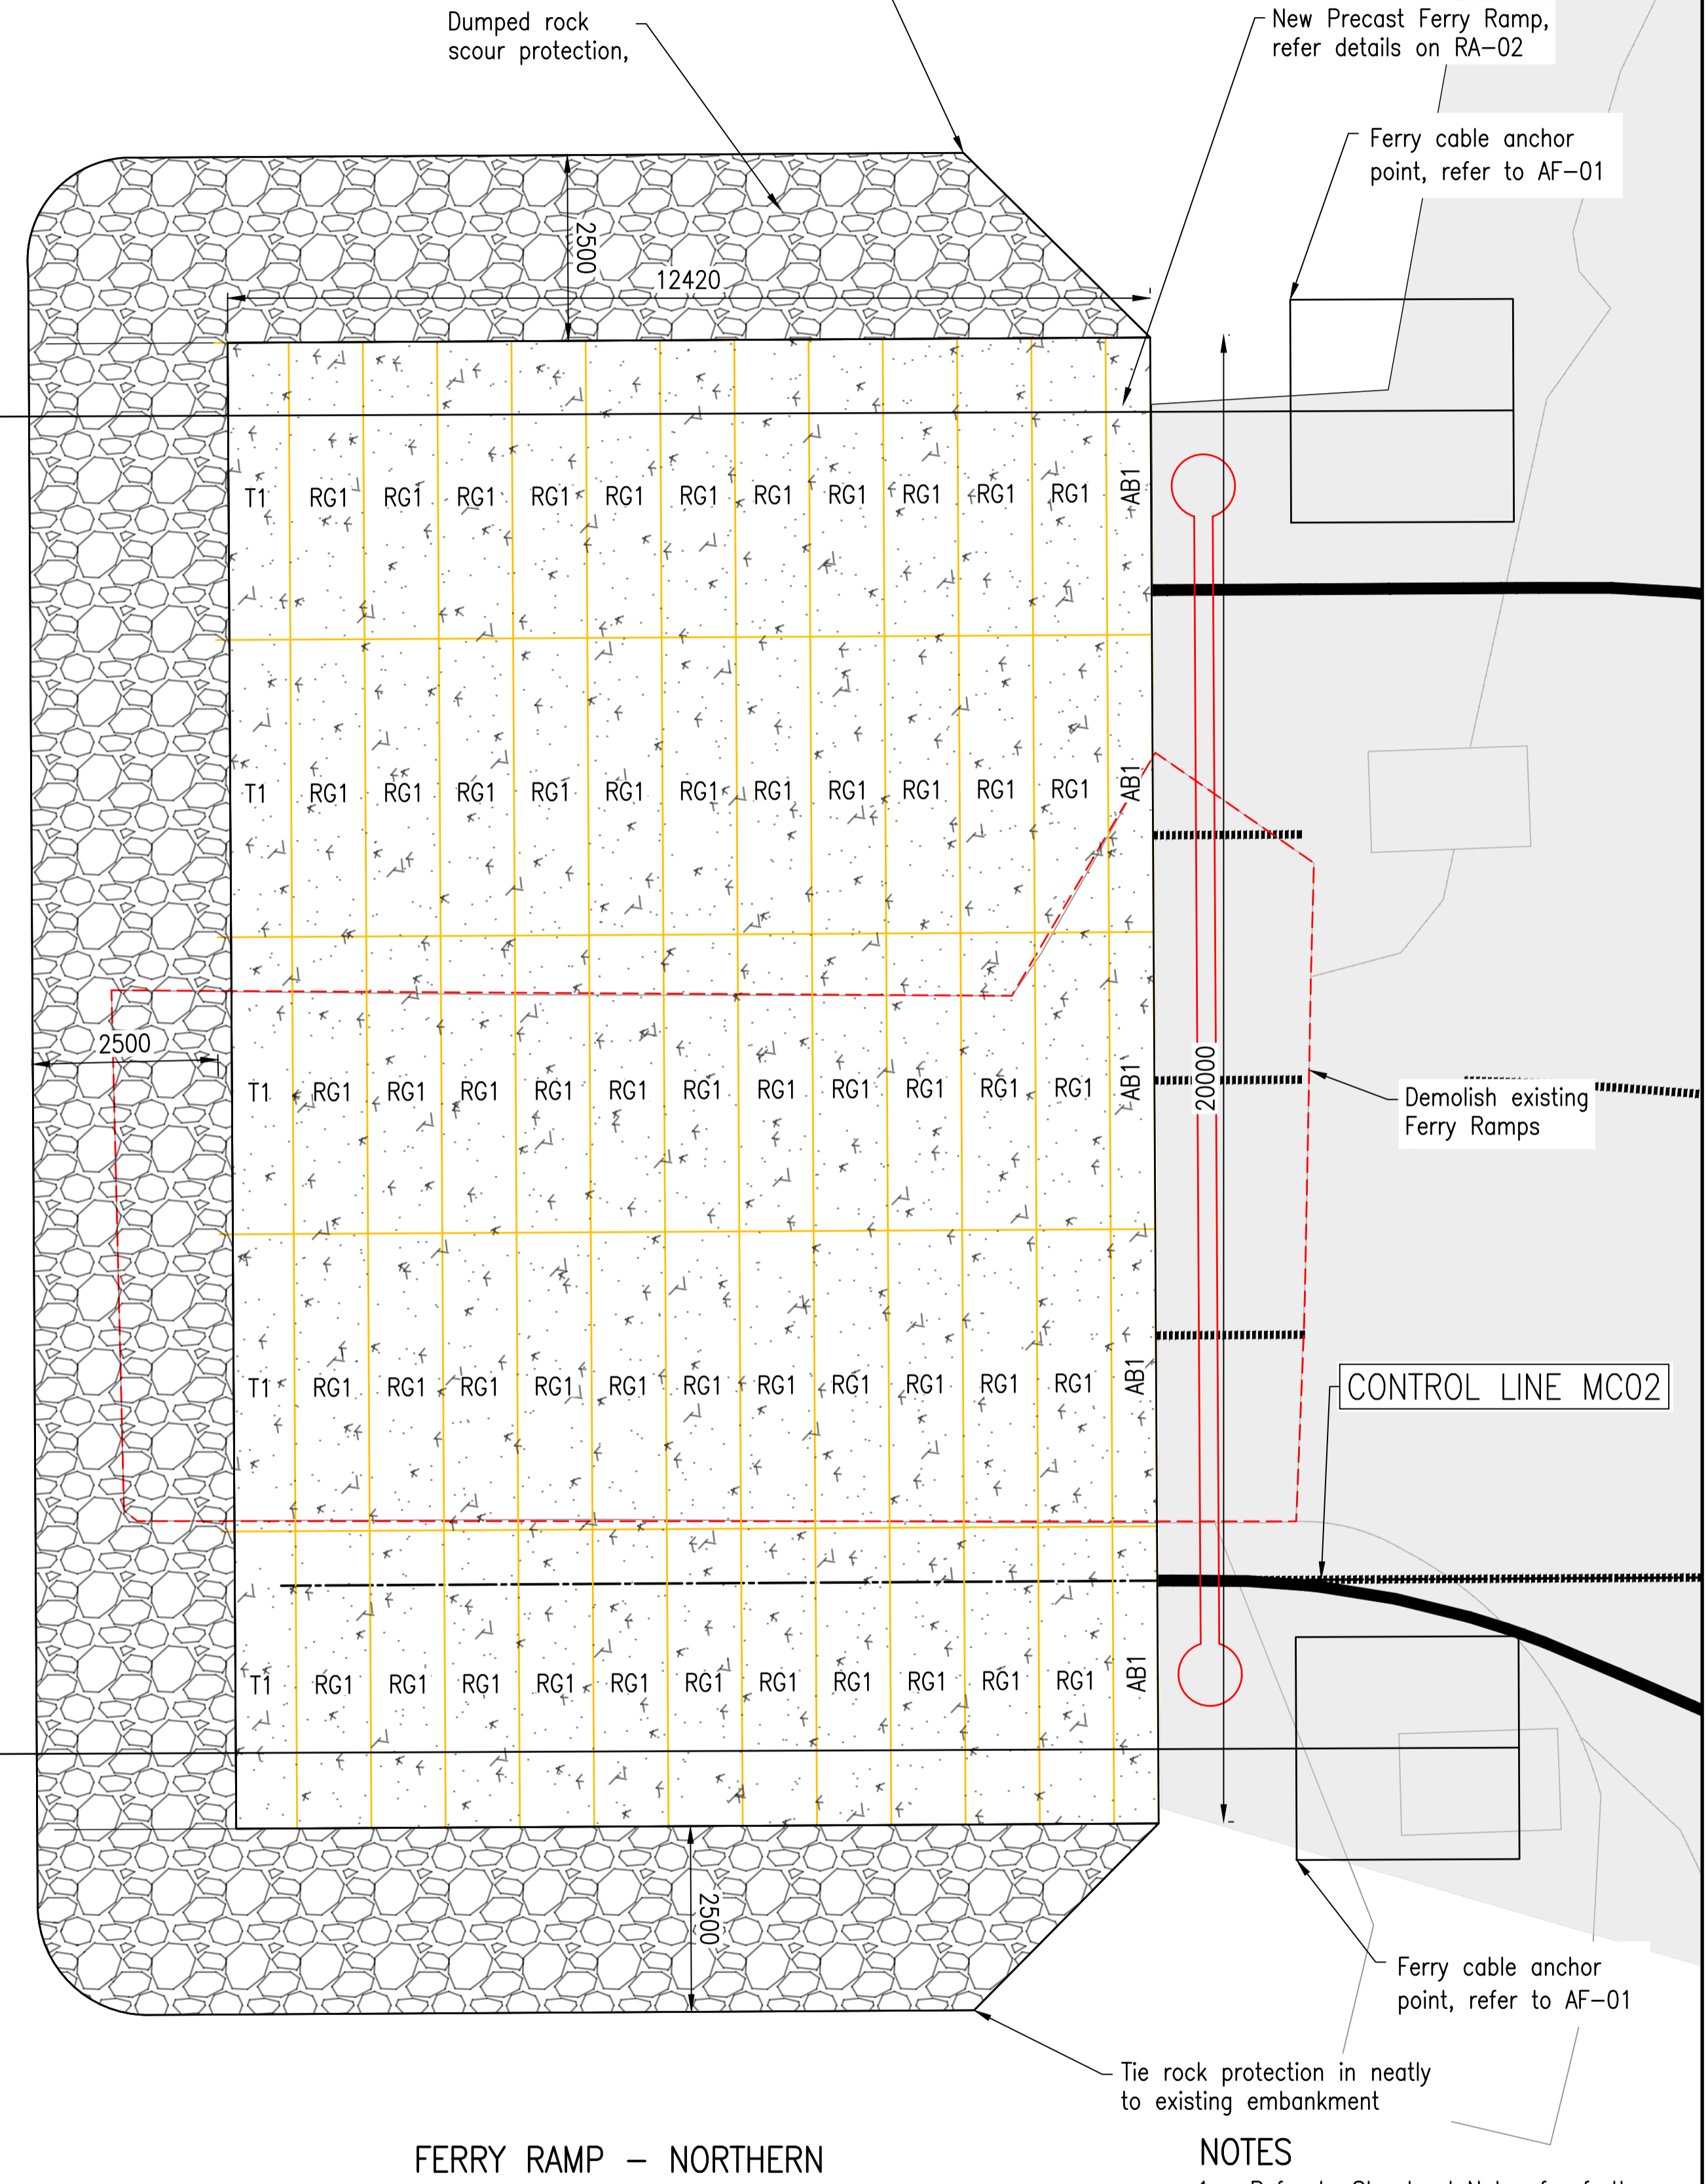 Dumped rock
scour protection,
New Precast Ferry Ramp,
refer details on RA-02
Ferry cable anchor
point, refer to AF-01
2500
12420
T1 RG1 RG1 RG1 RG1 RG1 RG1 RG1 RG1 RG1 RG1 RG1 AB1
T1 RG1 RG1 RG1 RG1 RG1 RG1 RG1 RG1 RG1 RG1 RG1 AB1
2500
T1 RG1 RG1 RG1 RG1 RG1 RG1 RG1 RG1 RG1 RG1 RG1 AB1
20000
Demolish existing
Ferry Ramps
T1 RG1 RG1 RG1 RG1 RG1 RG1 RG1 RG1 RG1 RG1 RG1 AB1
CONTROL LINE MC02
T1 RG1 RG1 RG1 RG1 RG1 RG1 RG1 RG1 RG1 RG1 RG1 AB1
2500
Ferry cable anchor
point, refer to AF-01
Tie rock protection in neatly
to existing embankment
FERRY RAMP - NORTHERN
NOTES